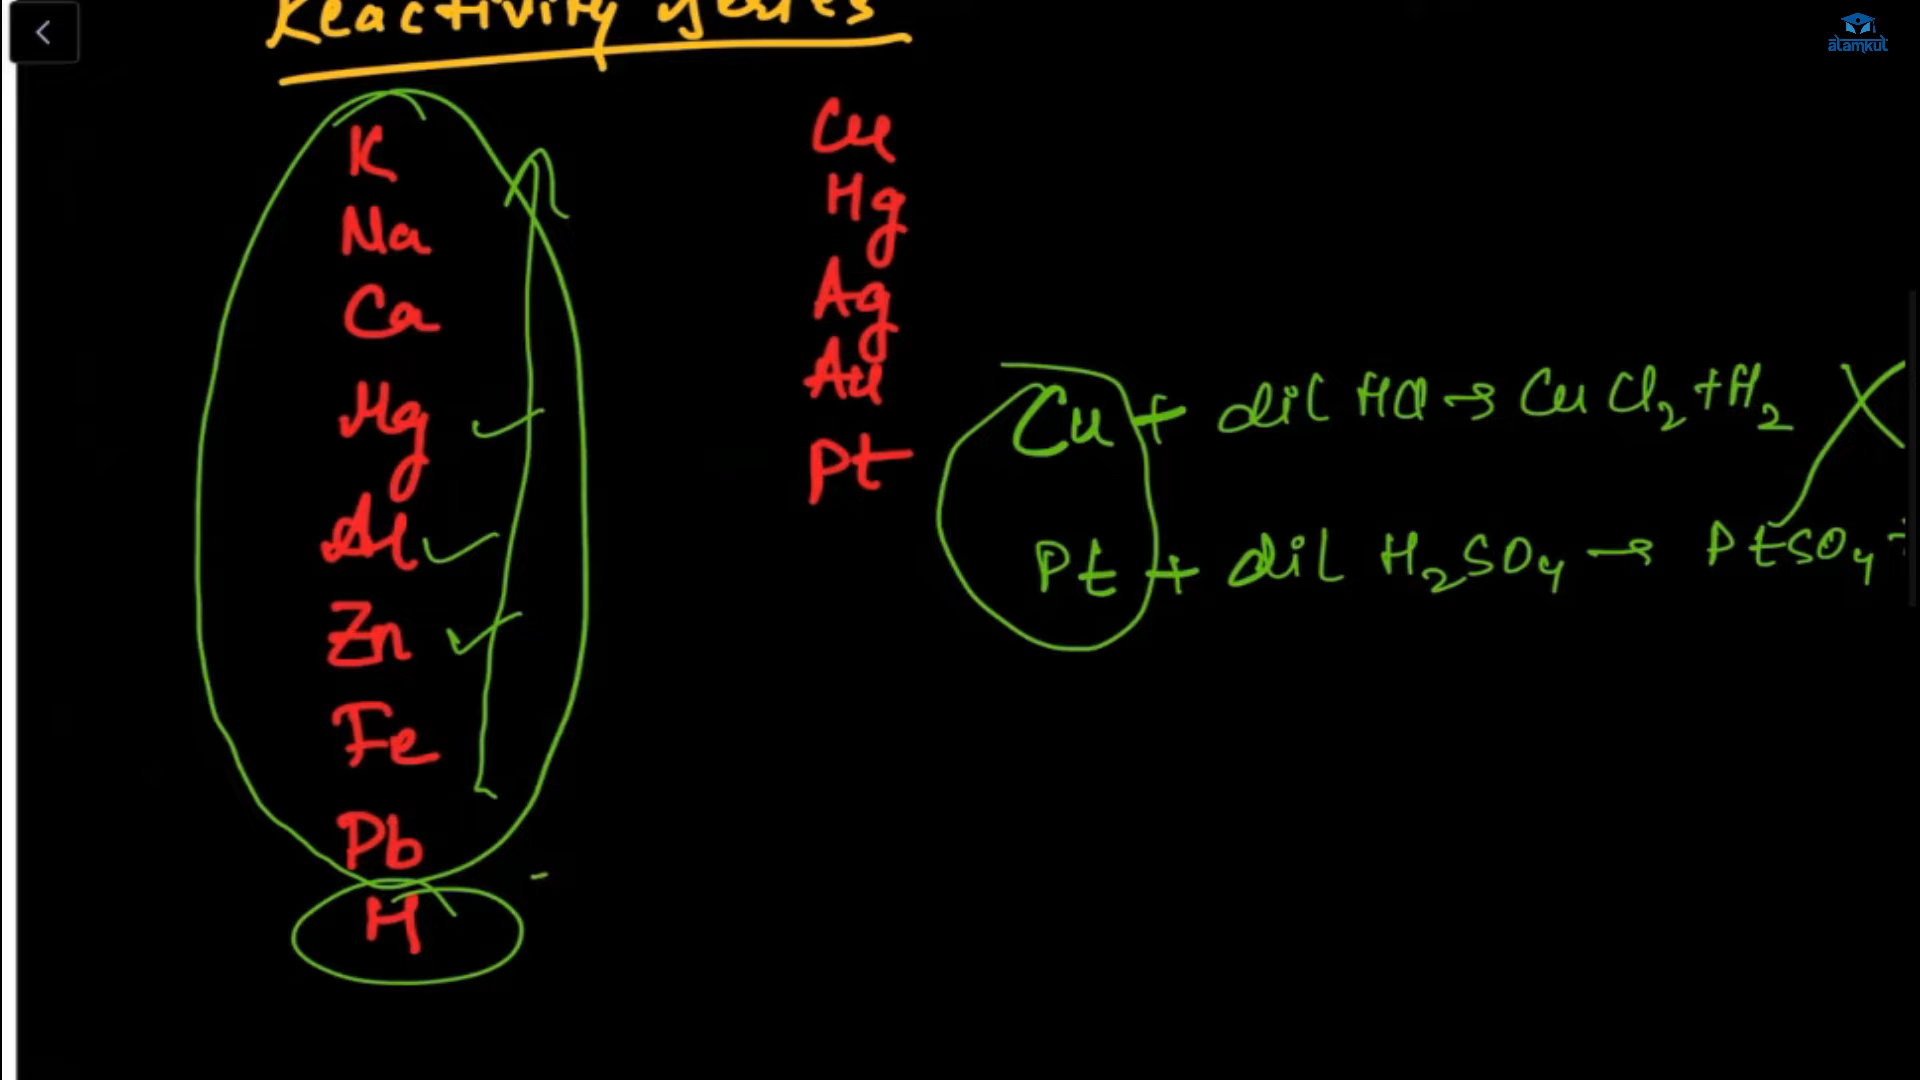 Reactivity Series
K
Na
Ca
Mg
Al
Zn
Fe
Pb
H
Cu
Hg
Ag
Au
Pt
Cu + dil HCl → CuCl₂ + H₂
Pt + dil H₂SO₄ → PtSO₄ +
alamkul